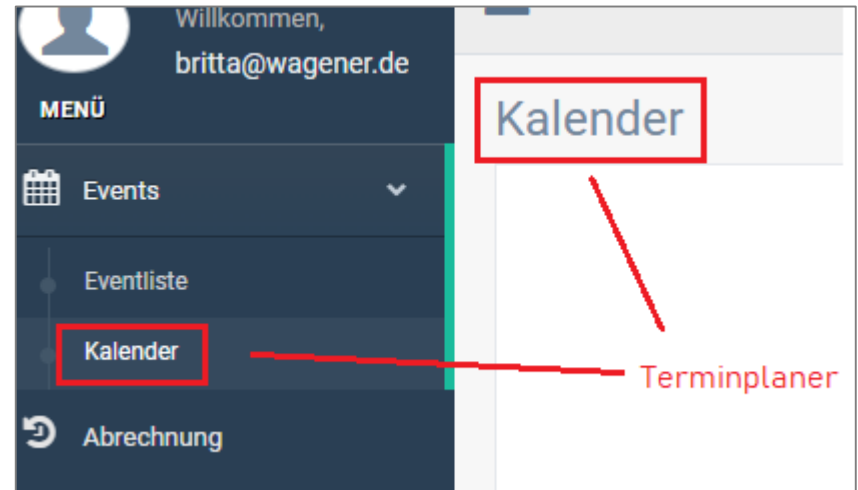 Willkommen,
britta@wagener.de
MENÜ
Events
Eventliste
Kalender
Abrechnung
Kalender
Terminplaner